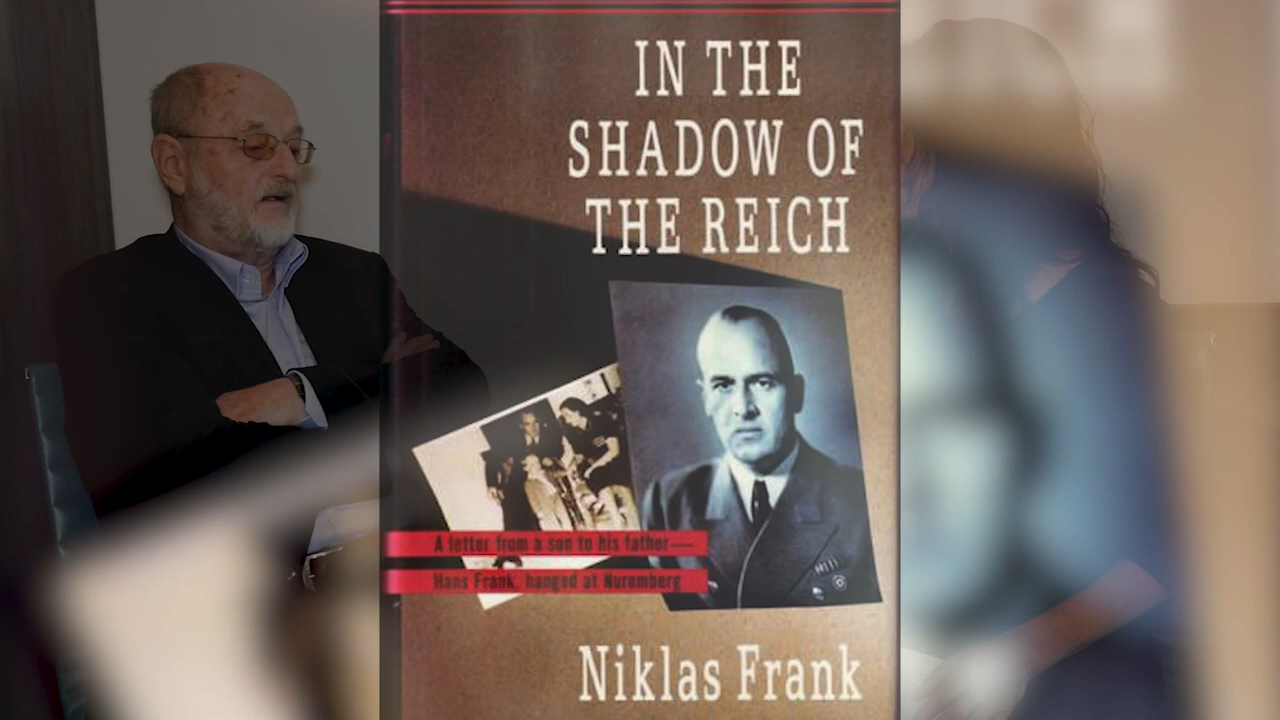 IN THE
SHADOW OF
THE REICH
A letter from a son to his father—
Hans Frank, hanged at Nuremberg
Niklas Frank